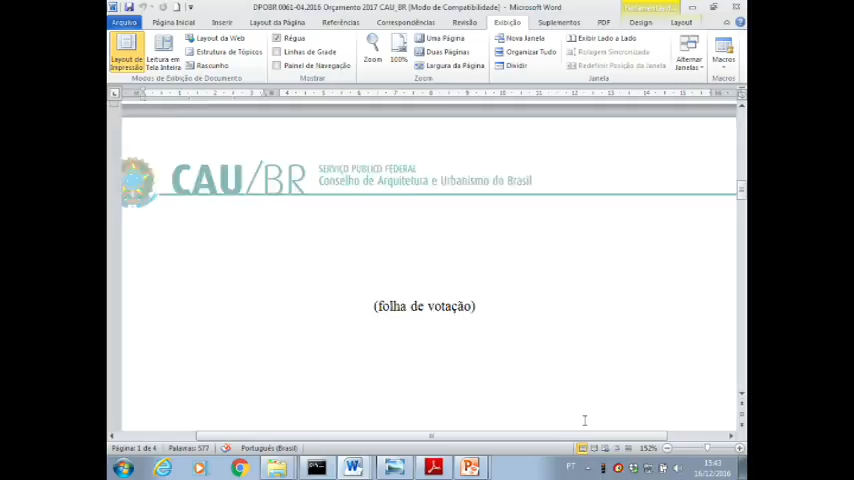 DPOBR 0061-04.2016 Orçamento 2017 CAU_BR [Modo de Compatibilidade] - Microsoft Word
Arquivo Página Inicial Inserir Layout da Página Referências Correspondências Revisão Exibição Suplementos PDF Design Layout
Layout de Impressão
Leitura em Tela Inteira
Layout da Web
Estrutura de Tópicos
Rascunho
Modos de Exibição de Documento
Régua
Linhas de Grade
Painel de Navegação
Mostrar
Zoom
100%
Uma Página
Duas Páginas
Largura da Página
Zoom
Nova Janela
Organizar Tudo
Dividir
Exibir Lado a Lado
Rolagem Sincronizada
Redefinir Posição da Janela
Alternar Janelas
Janela
Macros
Macros
CAU/BR
SERVIÇO PÚBLICO FEDERAL
Conselho de Arquitetura e Urbanismo do Brasil
(folha de votação)
Página: 1 de 4 Palavras: 577 Português (Brasil) 152%
PT
15:43
16/12/2016